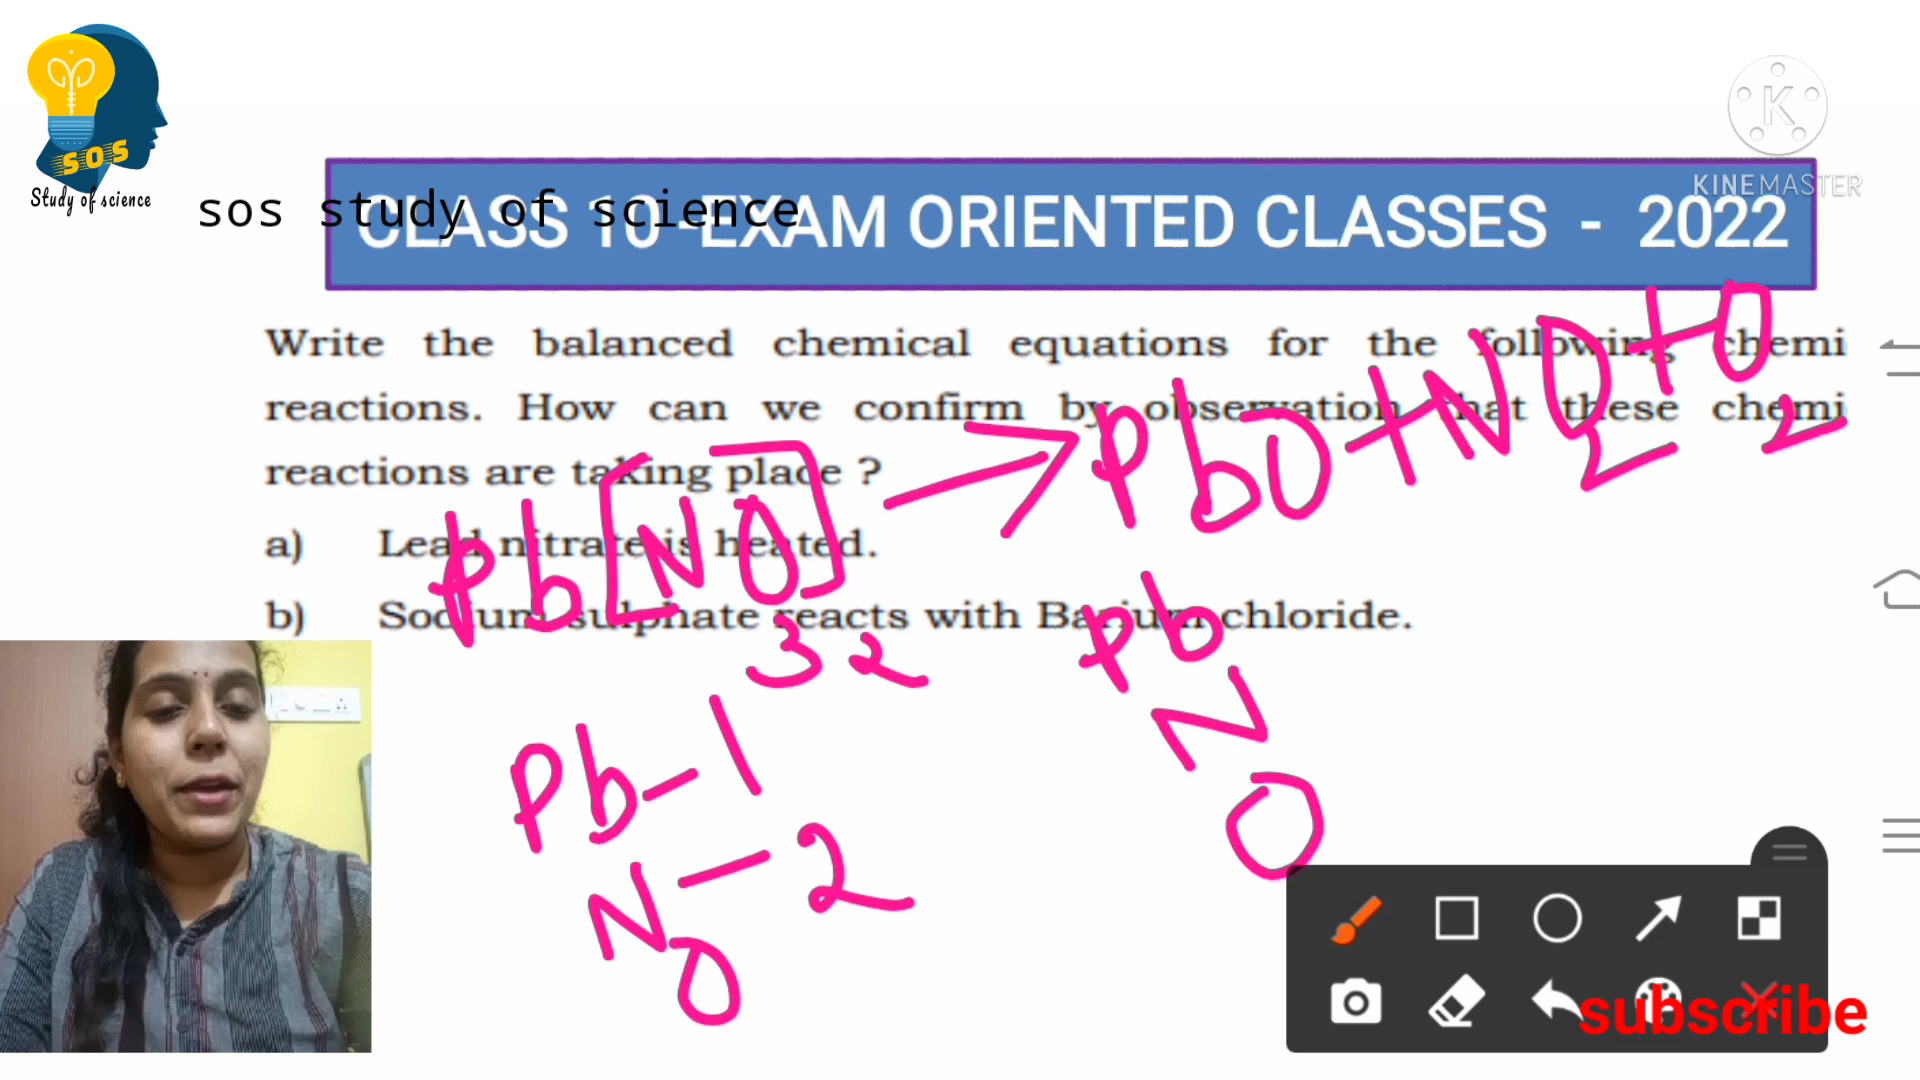 SOS
Study of science
KINEMASTER
sos study of science
CLASS 10 -EXAM ORIENTED CLASSES - 2022
Write the balanced chemical equations for the following chemi
reactions. How can we confirm by observation that these chemi
reactions are taking place ?
Pb[NO3]2 → PbO+NO2+O2
a) Lead nitrate is heated.
b) Sodium sulphate reacts with Barium chloride.
Pb-1
N-2
O
Pb
N
O
subscribe